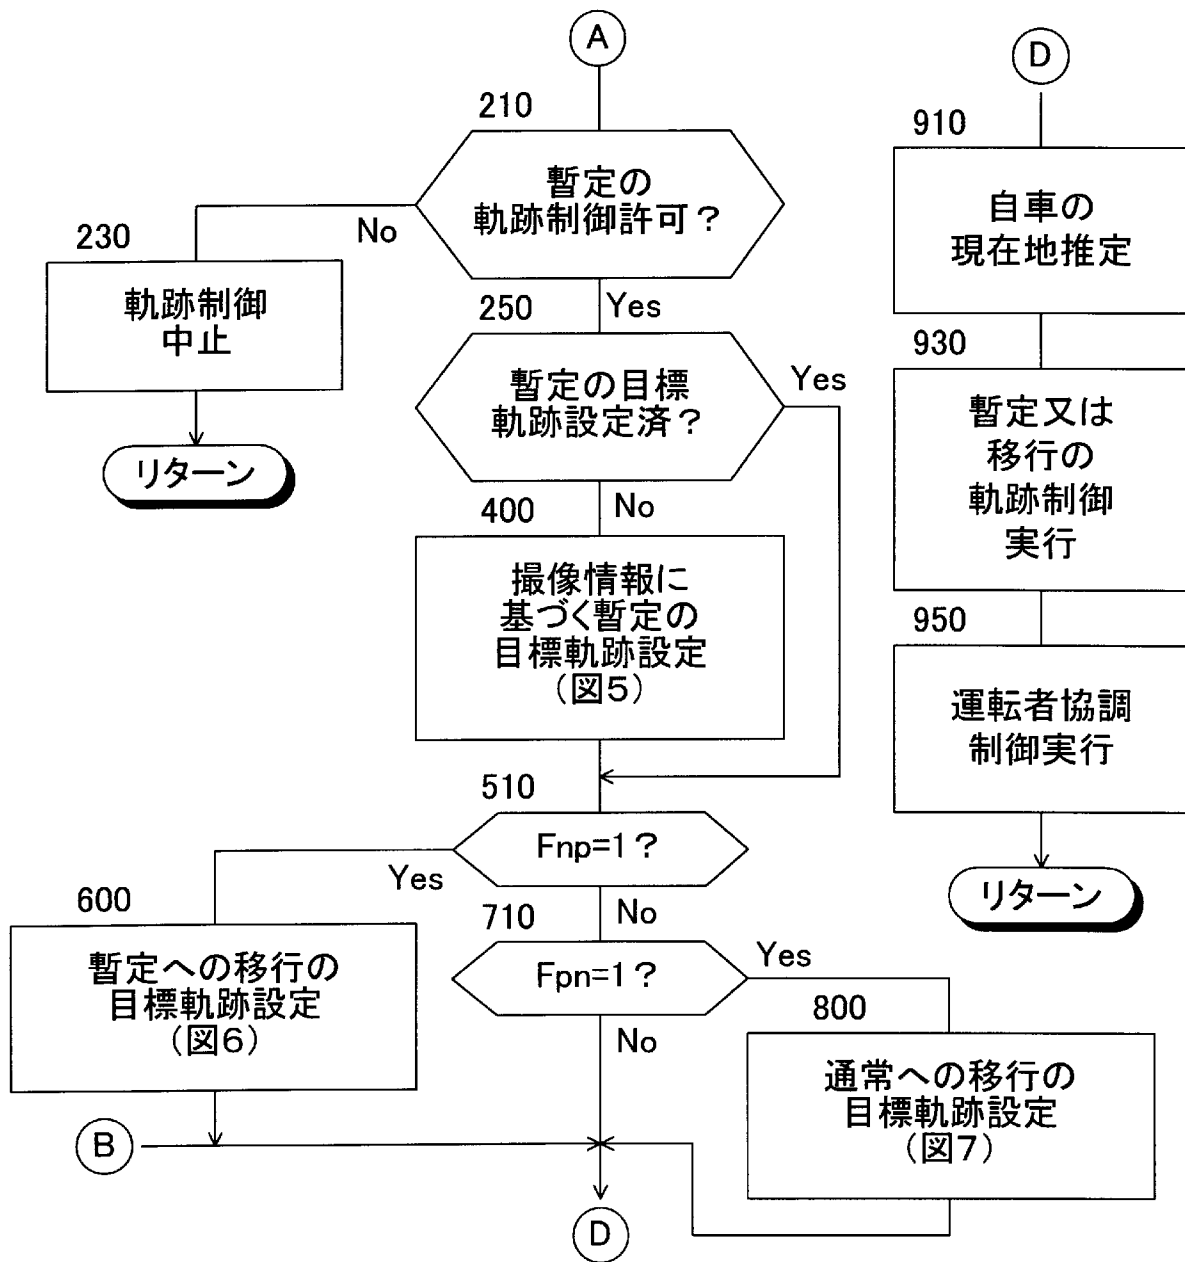 A
210
暫定の
軌跡制御許可？
No
Yes
230
軌跡制御
中止
リターン
250
暫定の目標
軌跡設定済？
Yes
No
400
撮像情報に
基づく暫定の
目標軌跡設定
（図５）
510
Fnp=1？
Yes
No
600
暫定への移行の
目標軌跡設定
（図６）
710
Fpn=1？
Yes
No
800
通常への移行の
目標軌跡設定
（図７）
B
D
D
910
自車の
現在地推定
930
暫定又は
移行の
軌跡制御
実行
950
運転者協調
制御実行
リターン